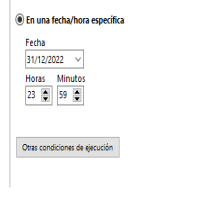 En una fecha/hora específica
Fecha
31/12/2022
Horas Minutos
23 59
Otras condiciones de ejecución